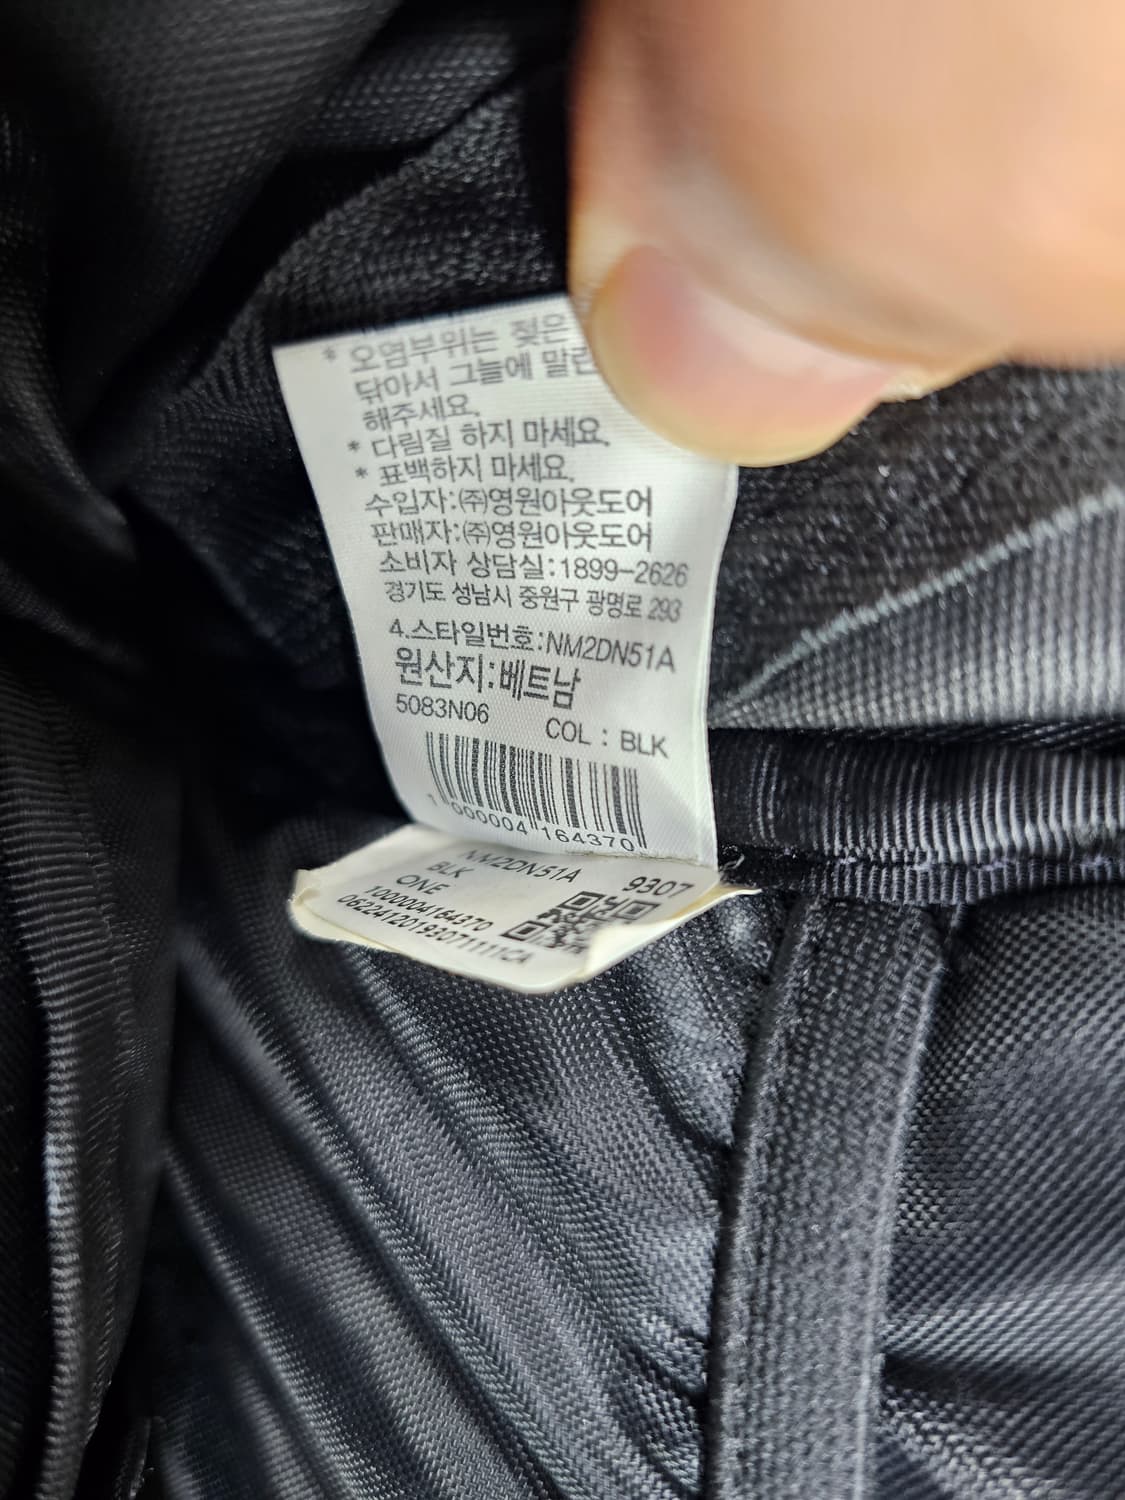 * 오염부위는 젖은
닦아서 그늘에 말린
해주세요.
* 다림질 하지 마세요.
* 표백하지 마세요.
수입자:㈜영원아웃도어
판매자:㈜영원아웃도어
소비자 상담실:1899-2626
경기도 성남시 중원구 광명로 293
4.스타일번호:NM2DN51A
원산지:베트남
5083N06 COL : BLK
1 000004 164370
NM2DN51A 9307
BLK
ONE
1000004164370
062241201930711111-CA